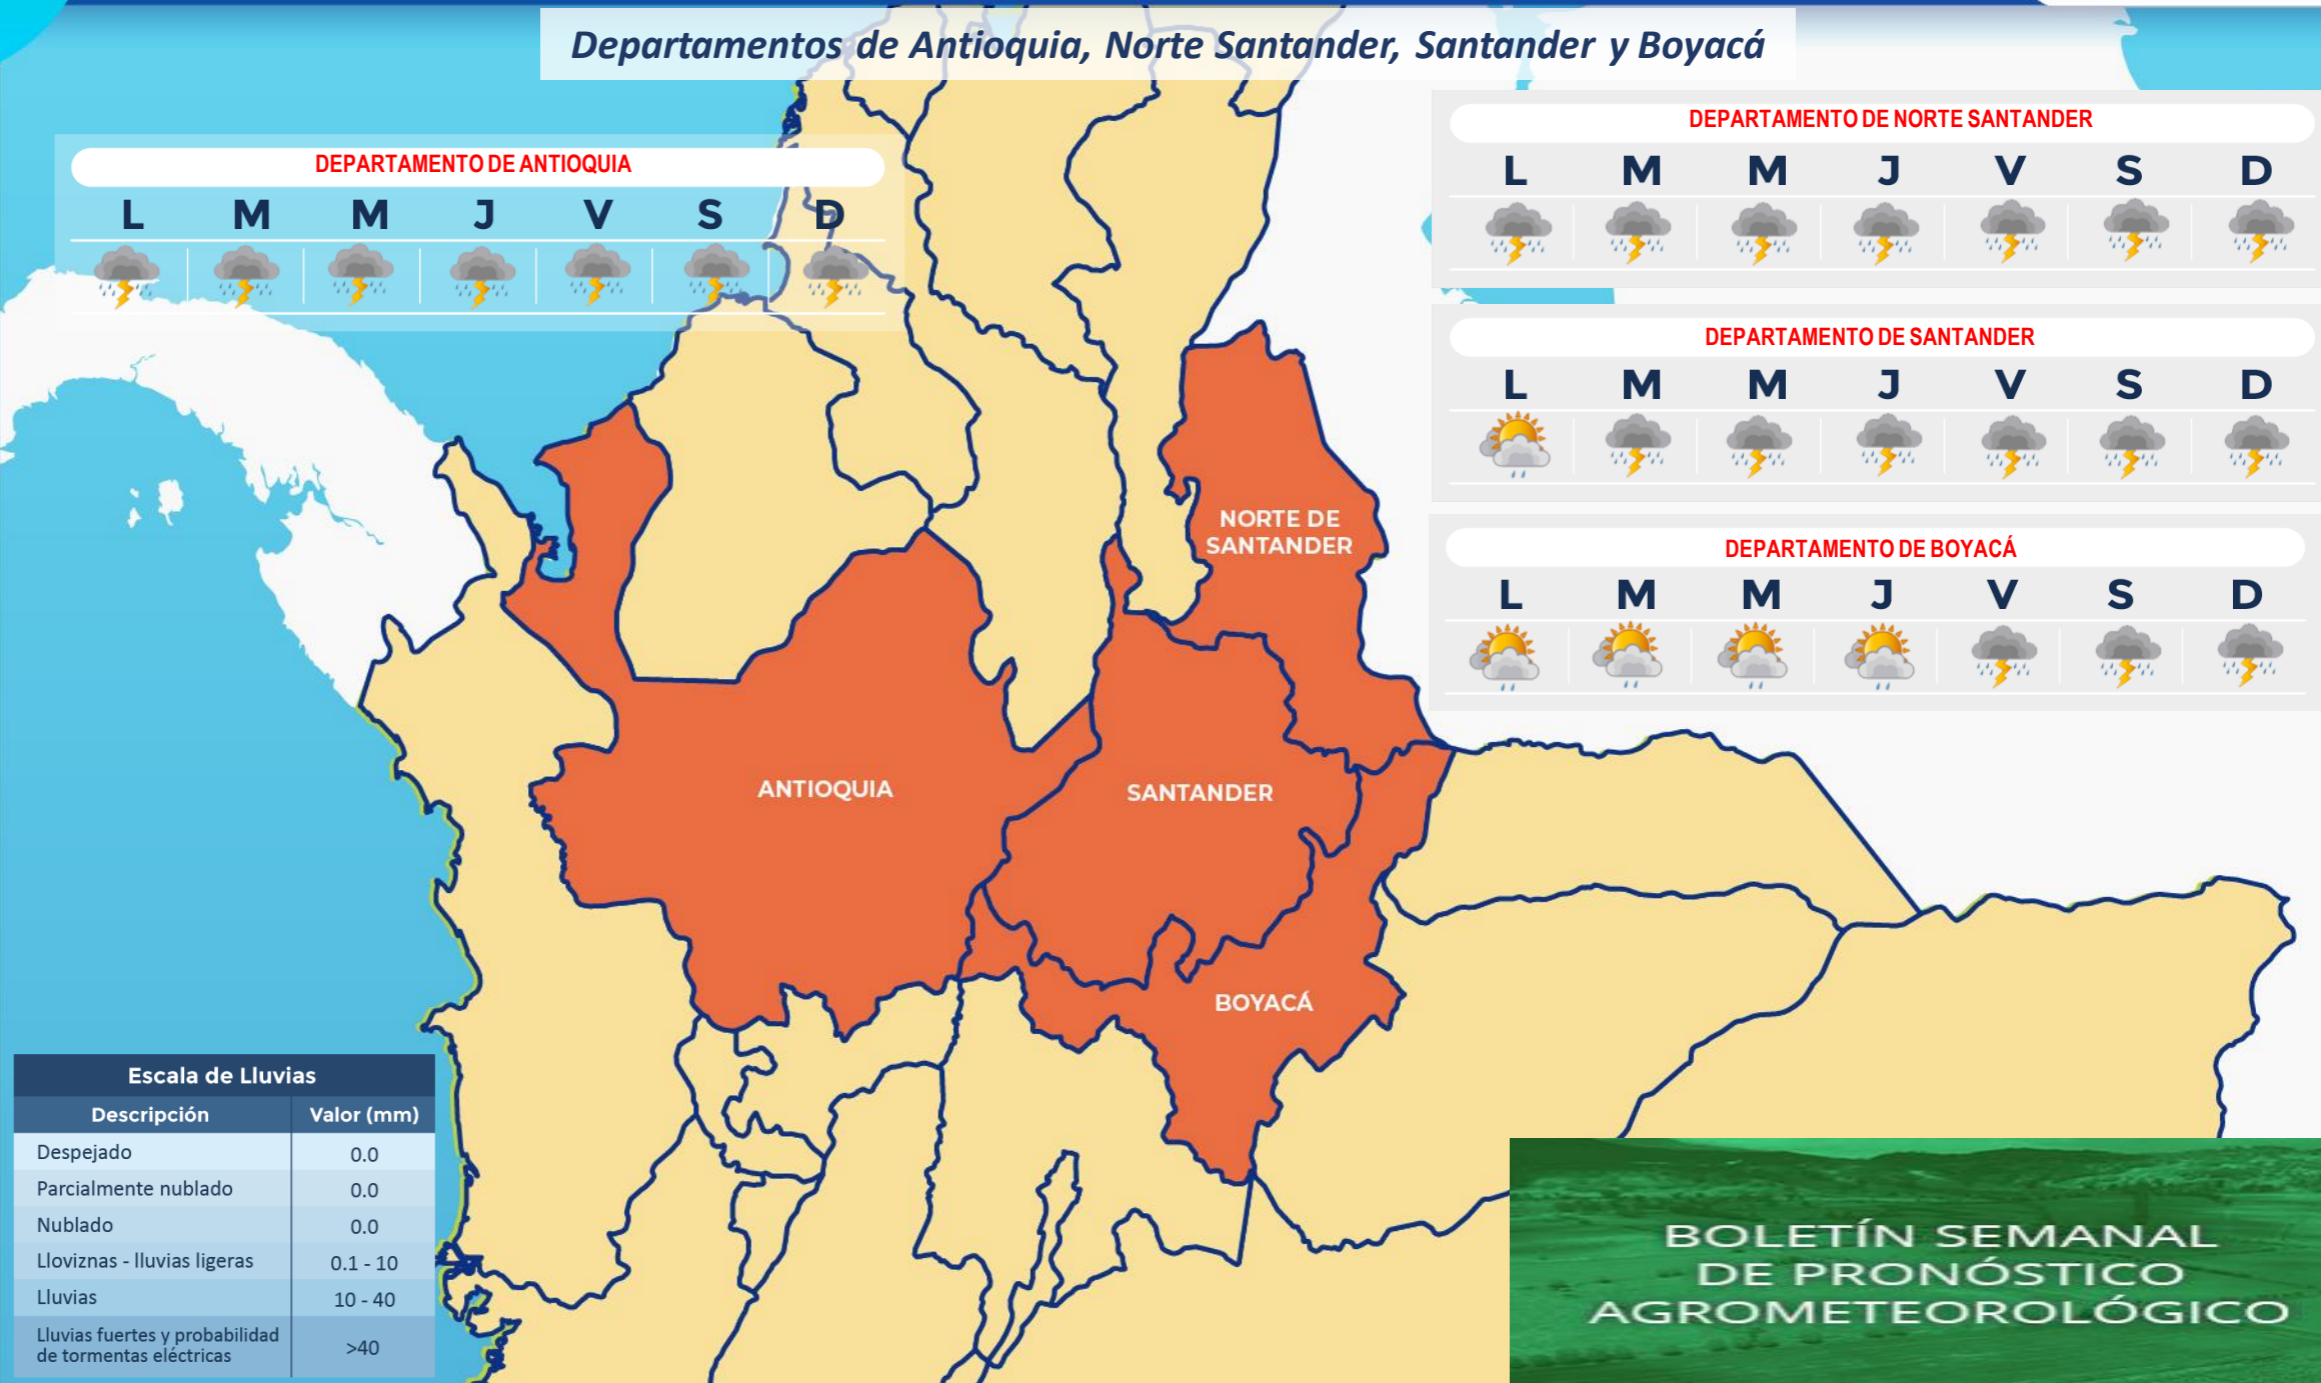 Departamentos de Antioquia, Norte Santander, Santander y Boyacá
DEPARTAMENTO DE ANTIOQUIA
L M M J V S D
DEPARTAMENTO DE NORTE SANTANDER
L M M J V S D
DEPARTAMENTO DE SANTANDER
L M M J V S D
DEPARTAMENTO DE BOYACÁ
L M M J V S D
NORTE DE
SANTANDER
ANTIOQUIA
SANTANDER
BOYACÁ
Escala de Lluvias
Descripción Valor (mm)
Despejado 0.0
Parcialmente nublado 0.0
Nublado 0.0
Lloviznas - lluvias ligeras 0.1 - 10
Lluvias 10 - 40
Lluvias fuertes y probabilidad
de tormentas eléctricas >40
BOLETÍN SEMANAL
DE PRONÓSTICO
AGROMETEOROLÓGICO